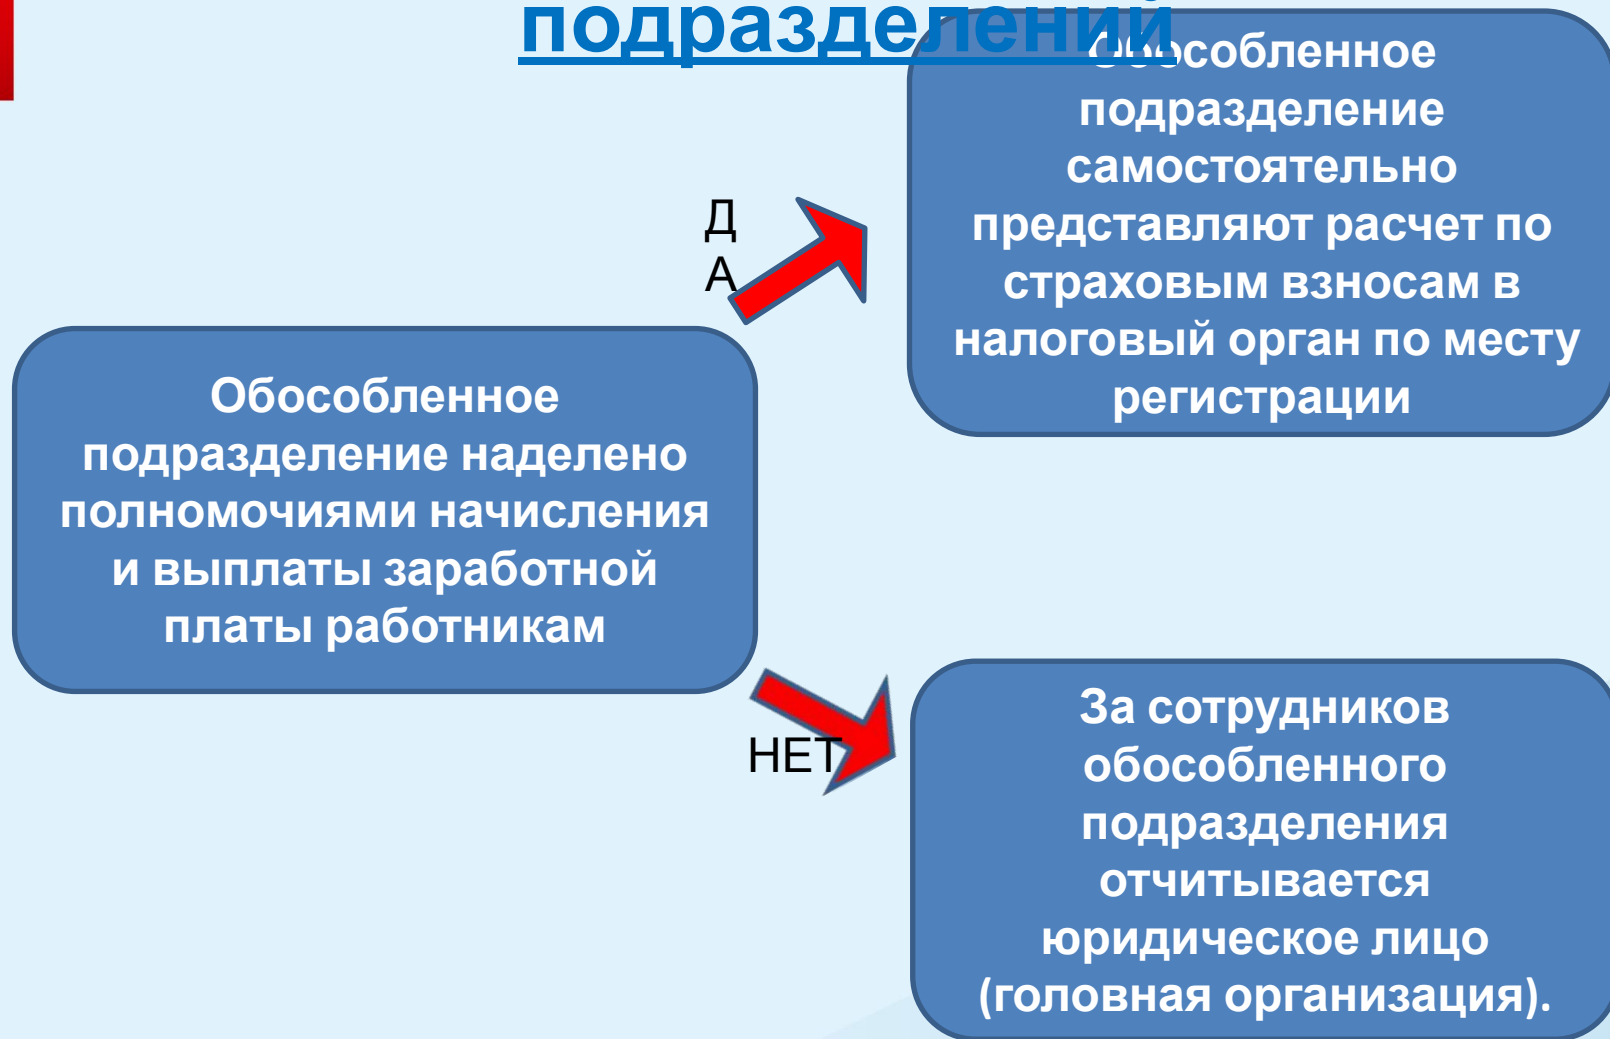 подразделений
Обособленное
подразделение
самостоятельно
представляют расчет по
страховым взносам в
налоговый орган по месту
регистрации
Д
А
Обособленное
подразделение наделено
полномочиями начисления
и выплаты заработной
платы работникам
НЕТ
За сотрудников
обособленного
подразделения
отчитывается
юридическое лицо
(головная организация).